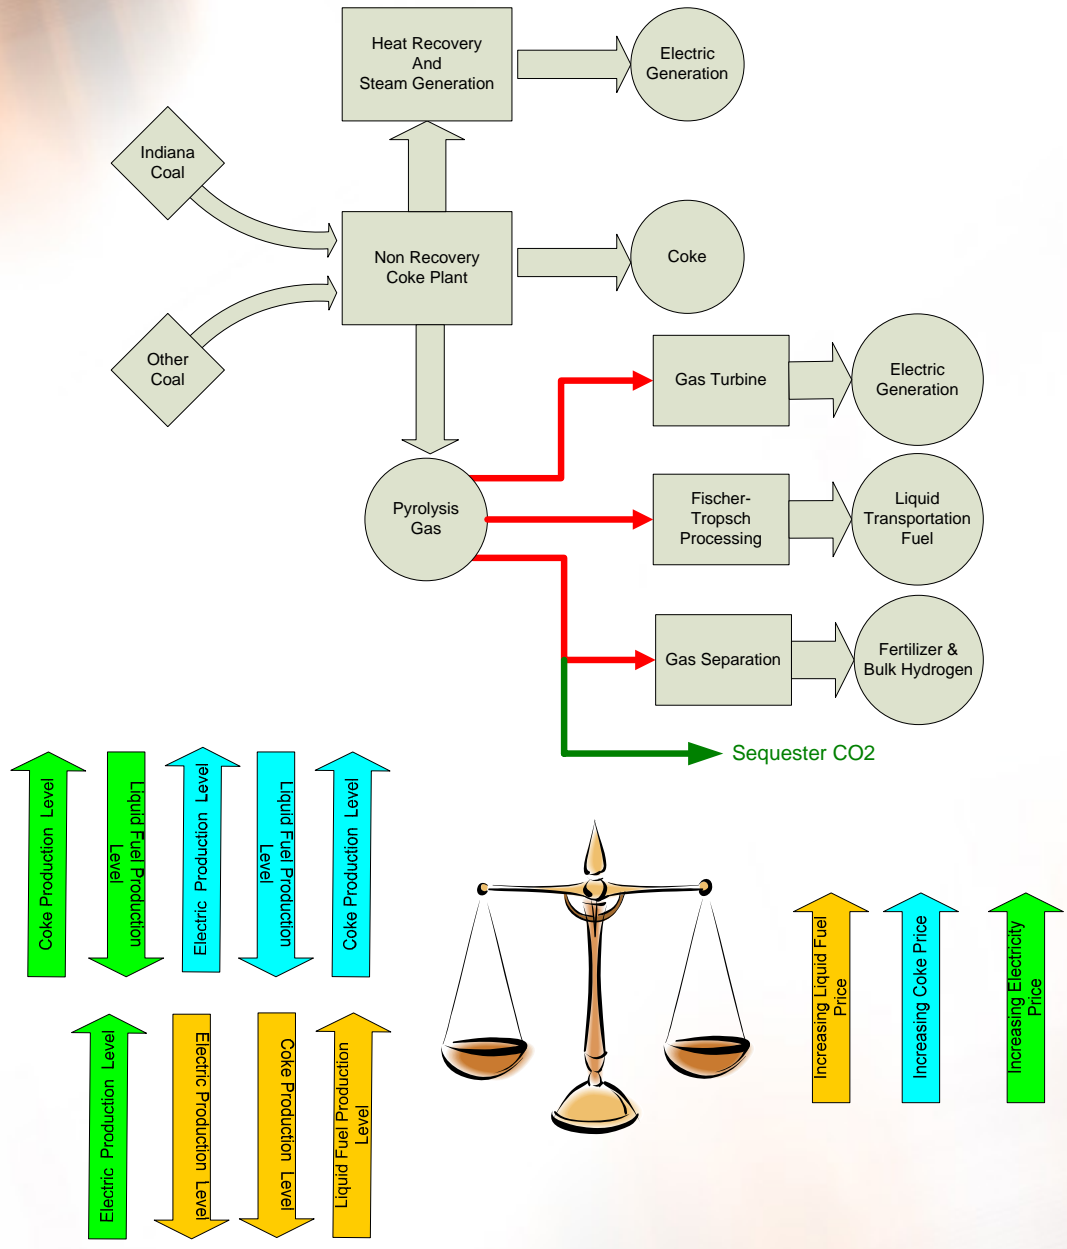 Heat Recovery
And
Steam Generation
Electric
Generation
Indiana
Coal
Non Recovery
Coke Plant
Coke
Other
Coal
Gas Turbine
Electric
Generation
Pyrolysis
Gas
Fischer-
Tropsch
Processing
Liquid
Transportation
Fuel
Gas Separation
Fertilizer &
Bulk Hydrogen
Sequester CO2
Coke Production Level
Liquid Fuel Production
Level
Electric Production Level
Liquid Fuel Production
Level
Coke Production Level
Electric Production Level
Electric Production Level
Coke Production Level
Liquid Fuel Production
Level
Increasing Liquid Fuel
Price
Increasing Coke Price
Increasing Electricity
Price